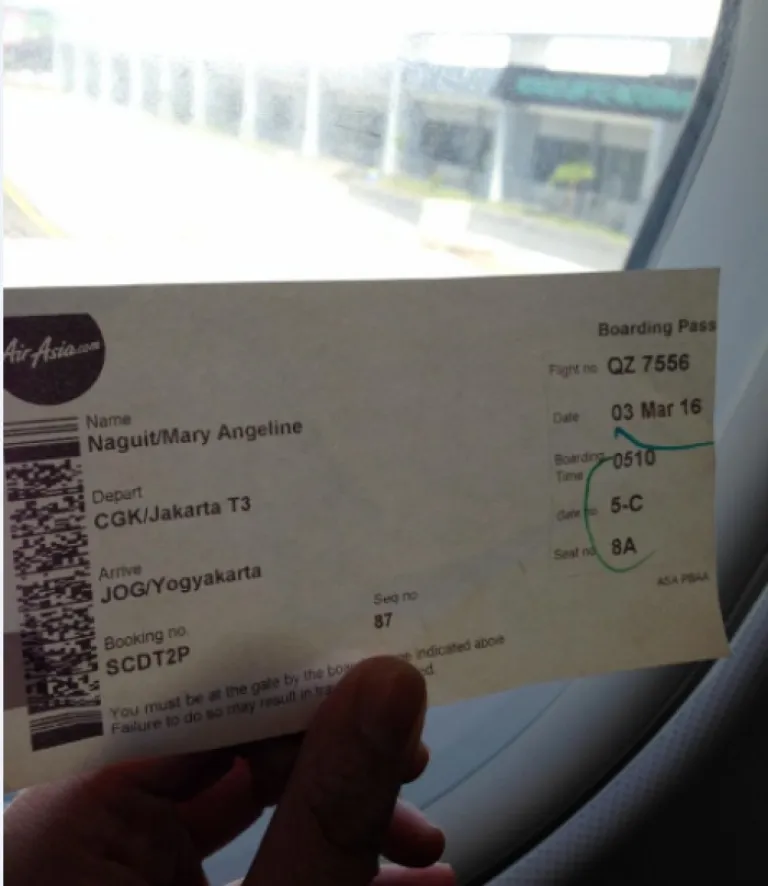 AirAsia.com
Boarding Pass
Flight no. QZ 7556
Date 03 Mar 16
Boarding Time 0510
Gate no. 5-C
Seat no. 8A
ASA PBAA
Name
Naguit/Mary Angeline
Depart
CGK/Jakarta T3
Arrive
JOG/Yogyakarta
Booking no.
SCDT2P
Seq no
87
You must be at the gate by the indicated above
Failure to do so may result in